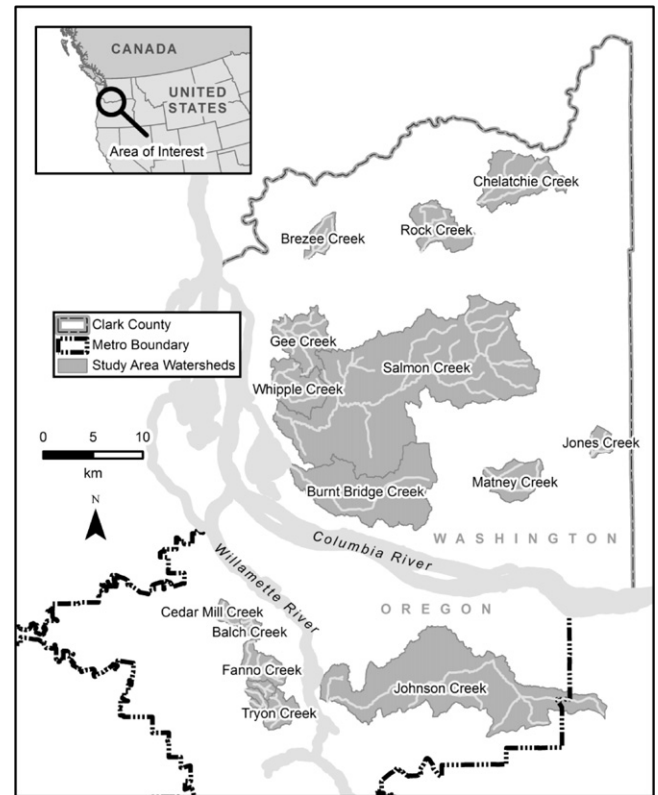 CANADA
UNITED
STATES
Area of Interest
Chelatchie Creek
Brezee Creek
Rock Creek
Clark County
Metro Boundary
Study Area Watersheds
Gee Creek
Whipple Creek
Salmon Creek
0 5 10
km
N
Jones Creek
Matney Creek
Burnt Bridge Creek
WASHINGTON
Columbia River
Willamette River
OREGON
Cedar Mill Creek
Balch Creek
Fanno Creek
Tryon Creek
Johnson Creek